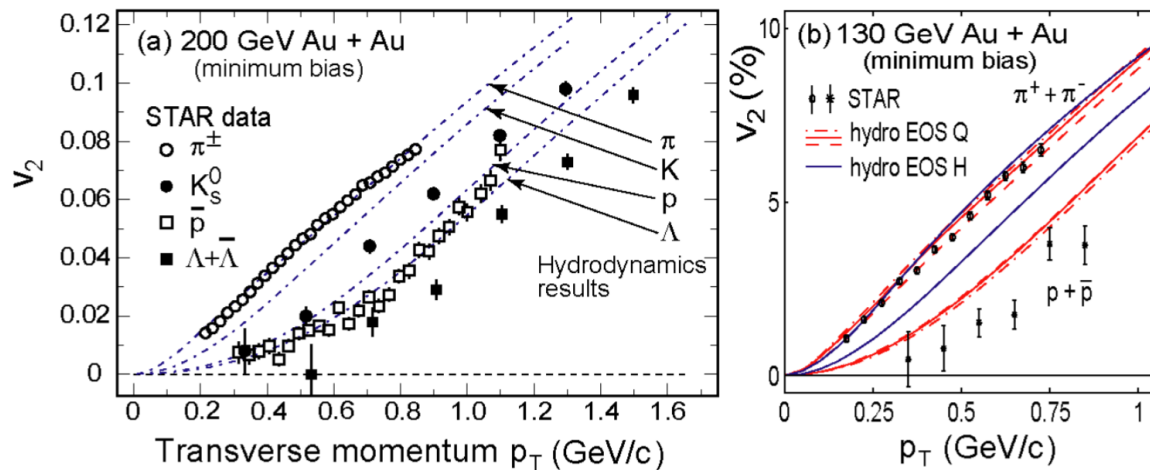 (a) 200 GeV Au + Au
(minimum bias)
STAR data
π±
K⁰ₛ
p̄
Λ+Λ̄
π
K
p
Λ
Hydrodynamics
results
v₂
0.12
0.1
0.08
0.06
0.04
0.02
0
0 0.2 0.4 0.6 0.8 1.0 1.2 1.4 1.6
Transverse momentum p_T (GeV/c)
(b) 130 GeV Au + Au
(minimum bias)
π⁺ + π⁻
STAR
hydro EOS Q
hydro EOS H
p + p̄
v₂ (%)
10
5
0
0 0.25 0.5 0.75 1
p_T (GeV/c)